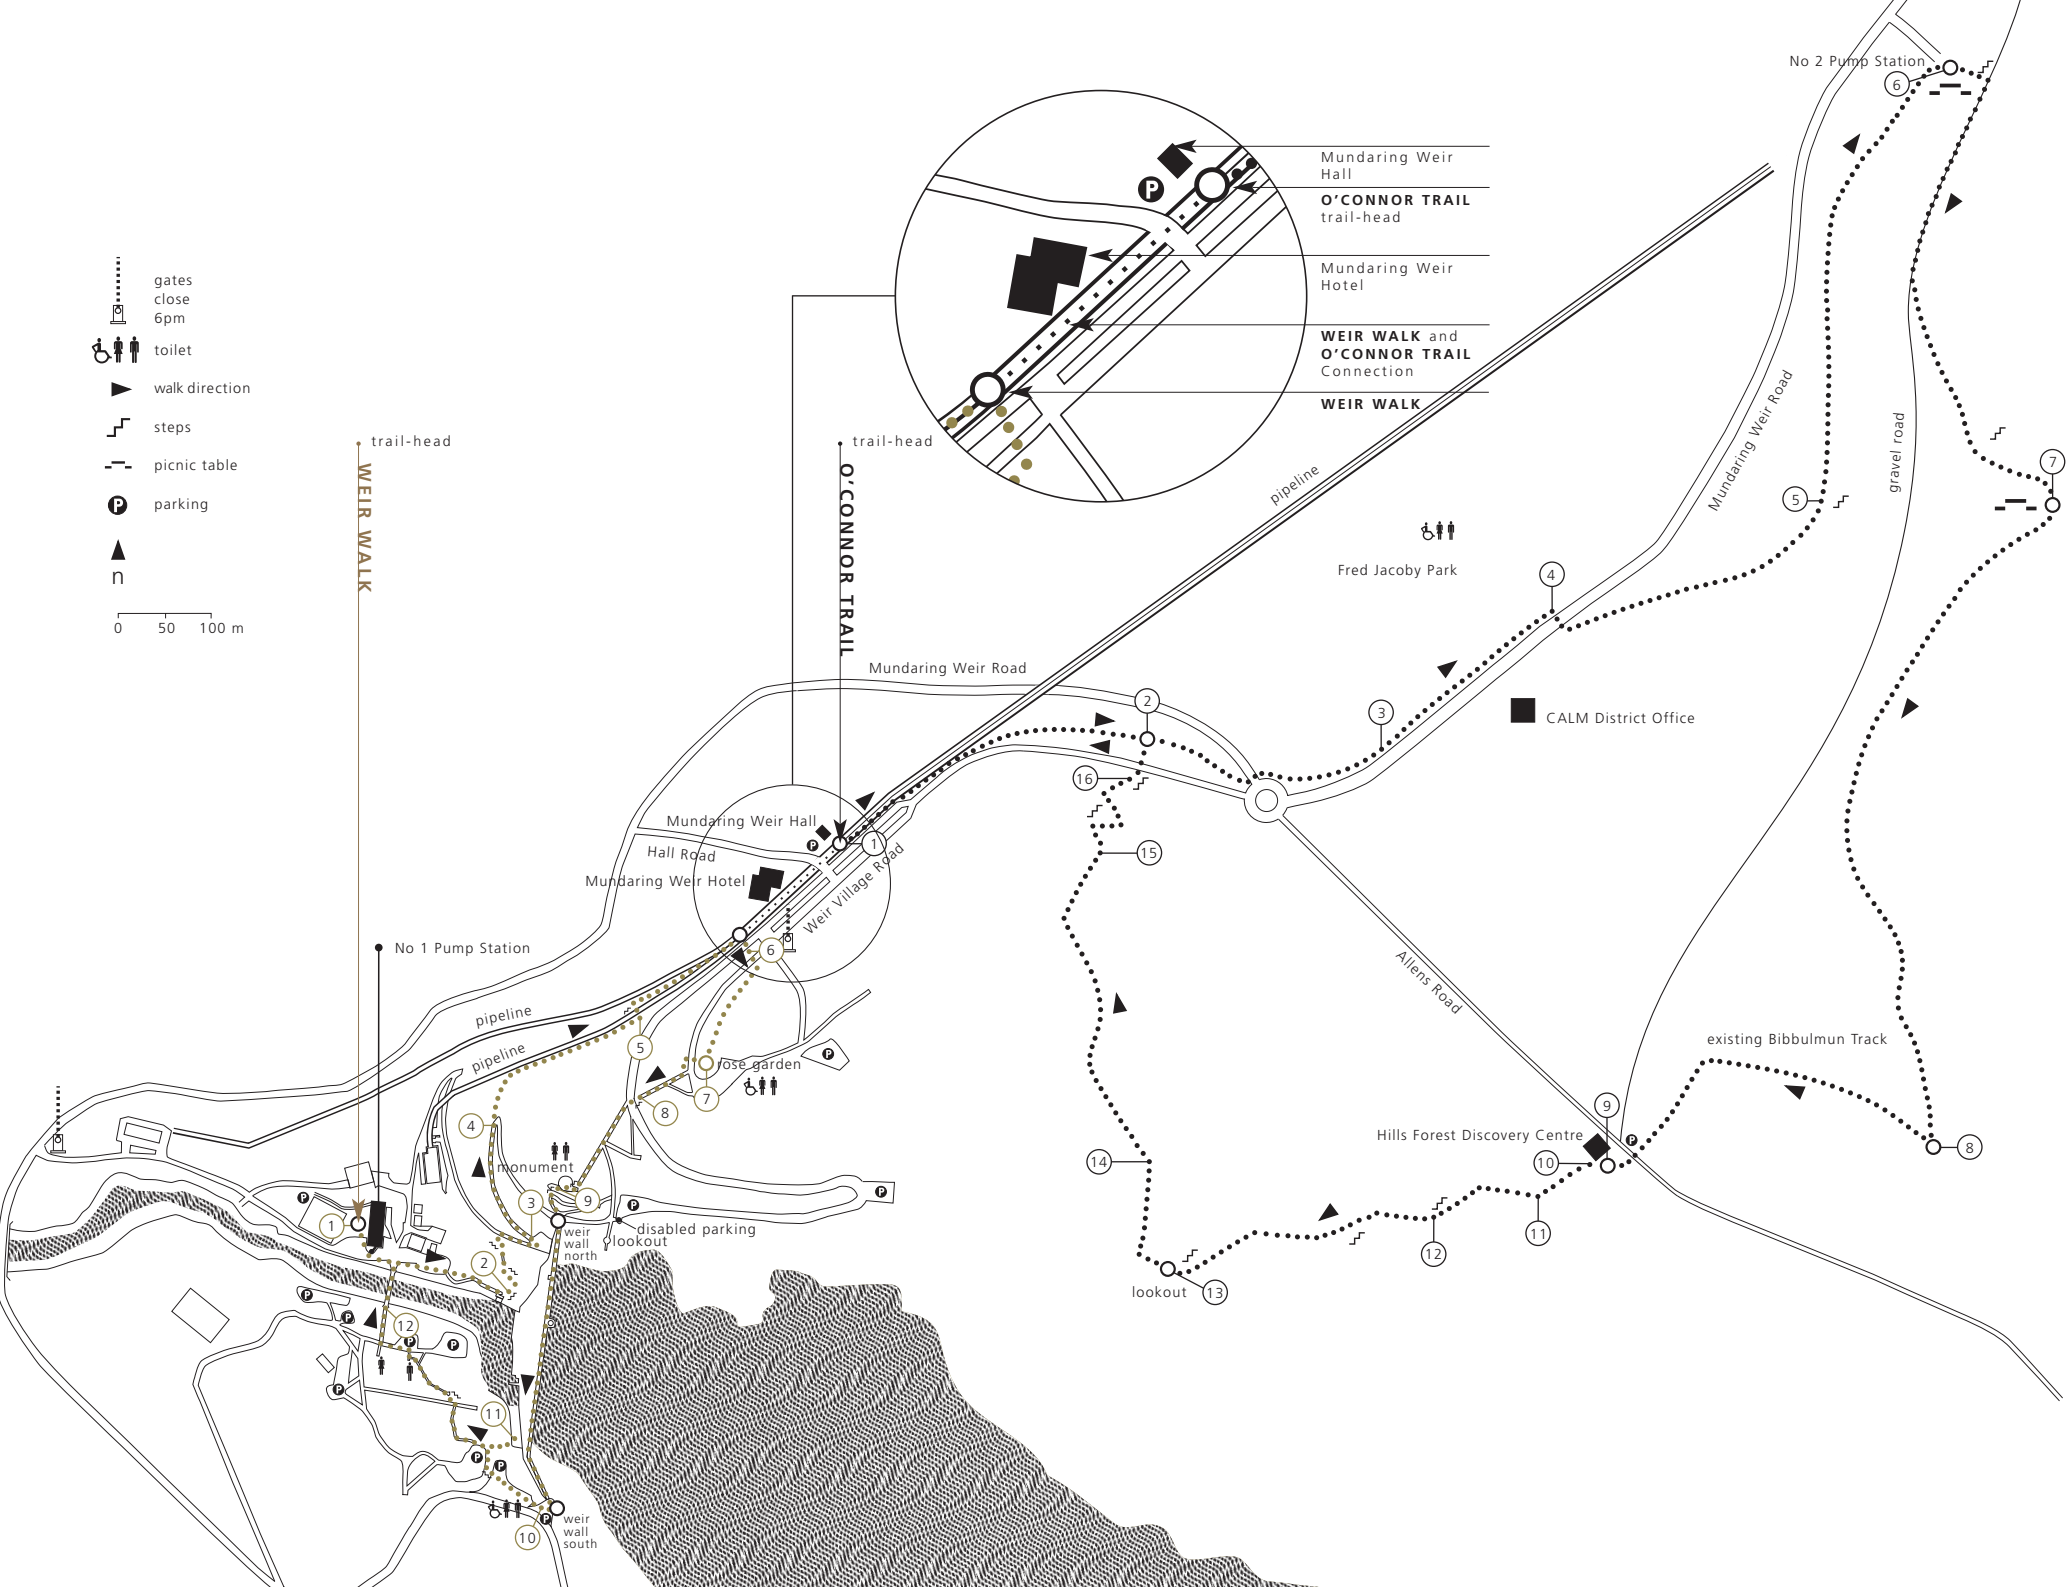 No 2 Pump Station
6
Mundaring Weir
Hall
O'CONNOR TRAIL
trail-head
Mundaring Weir
Hotel
WEIR WALK and
O'CONNOR TRAIL
Connection
WEIR WALK
gates
close
6pm
toilet
walk direction
steps
picnic table
P
parking
n
0 50 100 m
trail-head
WEIR WALK
trail-head
O'CONNOR TRAIL
P
pipeline
Fred Jacoby Park
Mundaring Weir Road
gravel road
7
5
4
3
CALM District Office
Mundaring Weir Road
2
16
15
Mundaring Weir Hall
P
1
Hall Road
Mundaring Weir Hotel
Weir Village Road
6
No 1 Pump Station
pipeline
pipeline
5
rose garden
P
7
8
4
monument
3
9
P
P
disabled parking
lookout
weir
wall
north
P
1
2
P
P
12
P
P
P
11
P
P
P
10
weir
wall
south
Allens Road
existing Bibbulmun Track
9
P
Hills Forest Discovery Centre
10
8
14
11
12
lookout
13